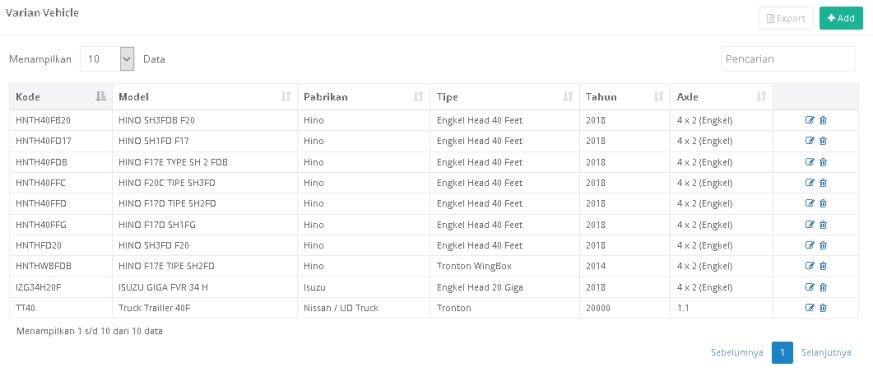 Varian Vehicle
Export
Add
Menampilkan 10 Data
Pencarian
Kode Model Pabrikan Tipe Tahun Axle
HNTH40FB20 HINO SH3FDB F20 Hino Engkel Head 40 Feet 2018 4 x 2 (Engkel)
HNTH40FD17 HINO SH1FD F17 Hino Engkel Head 40 Feet 2018 4 x 2 (Engkel)
HNTH40FDB HINO F17E TYPE SH 2 FDB Hino Engkel Head 40 Feet 2018 4 x 2 (Engkel)
HNTH40FFC HINO F20C TIPE SH3FD Hino Engkel Head 40 Feet 2018 4 x 2 (Engkel)
HNTH40FFD HINO F17D TIPE SH2FD Hino Engkel Head 40 Feet 2018 4 x 2 (Engkel)
HNTH40FFG HINO F17D SH1FG Hino Engkel Head 40 Feet 2018 4 x 2 (Engkel)
HNTHFD20 HINO SH3FD F20 Hino Engkel Head 40 Feet 2018 4 x 2 (Engkel)
HNTHWBFDB HINO F17E TIPE SH2FD Hino Tronton WingBox 2014 4 x 2 (Engkel)
IZG34H20F ISUZU GIGA FVR 34 H Isuzu Engkel Head 20 Giga 2018 4 x 2 (Engkel)
TT40 Truck Trailler 40F Nissan / UD Truck Tronton 20000 1.1
Menampilkan 1 s/d 10 dari 10 data
Sebelumnya 1 Selanjutnya